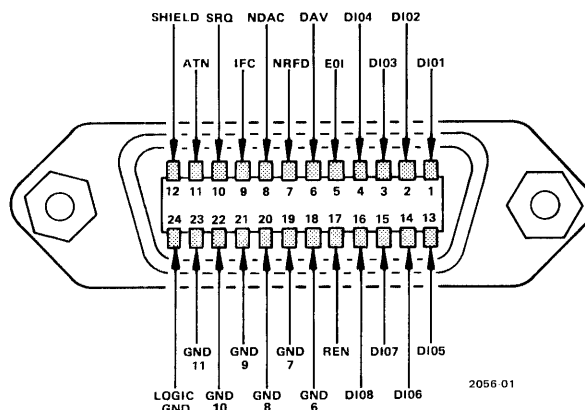 SHIELD SRQ NDAC DAV DI04 DI02
ATN IFC NRFD E0I DI03 DI01
12 11 10 9 8 7 6 5 4 3 2 1
24 23 22 21 20 19 18 17 16 15 14 13
GND 11 GND 9 GND 7 REN DI07 DI05
LOGIC GND GND 10 GND 8 GND 6 DI08 DI06
2056-01